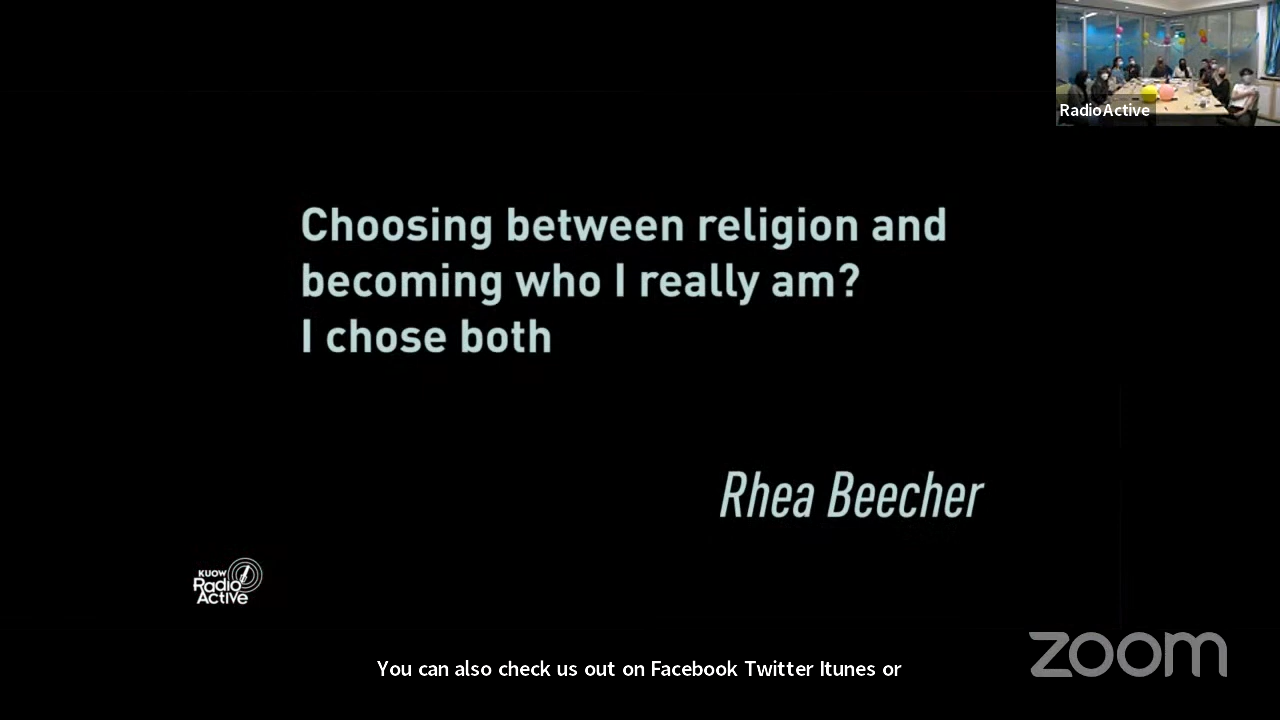 RadioActive
Choosing between religion and
becoming who I really am?
I chose both
Rhea Beecher
KUOW
Radio
Active
zoom
You can also check us out on Facebook Twitter Itunes or